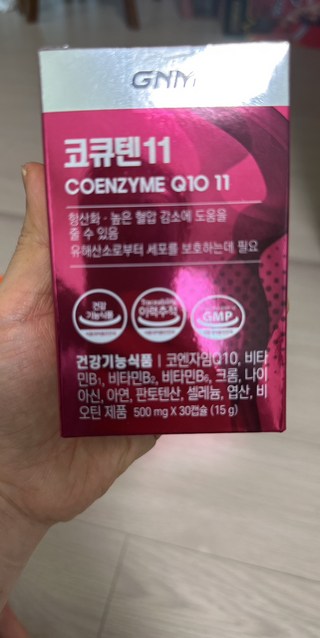 GNM
코큐텐11
COENZYME Q10 11
항산화 · 높은 혈압 감소에 도움을
줄 수 있음
유해산소로부터 세포를 보호하는데 필요
건강
기능식품
Traceability
이력추적
GMP
건강기능식품 | 코엔자임Q10, 비타
민B₁, 비타민B₂, 비타민B₆, 크롬, 나이
아신, 아연, 판토텐산, 셀레늄, 엽산, 비
오틴 제품 500 mg X 30캡슐 (15 g)